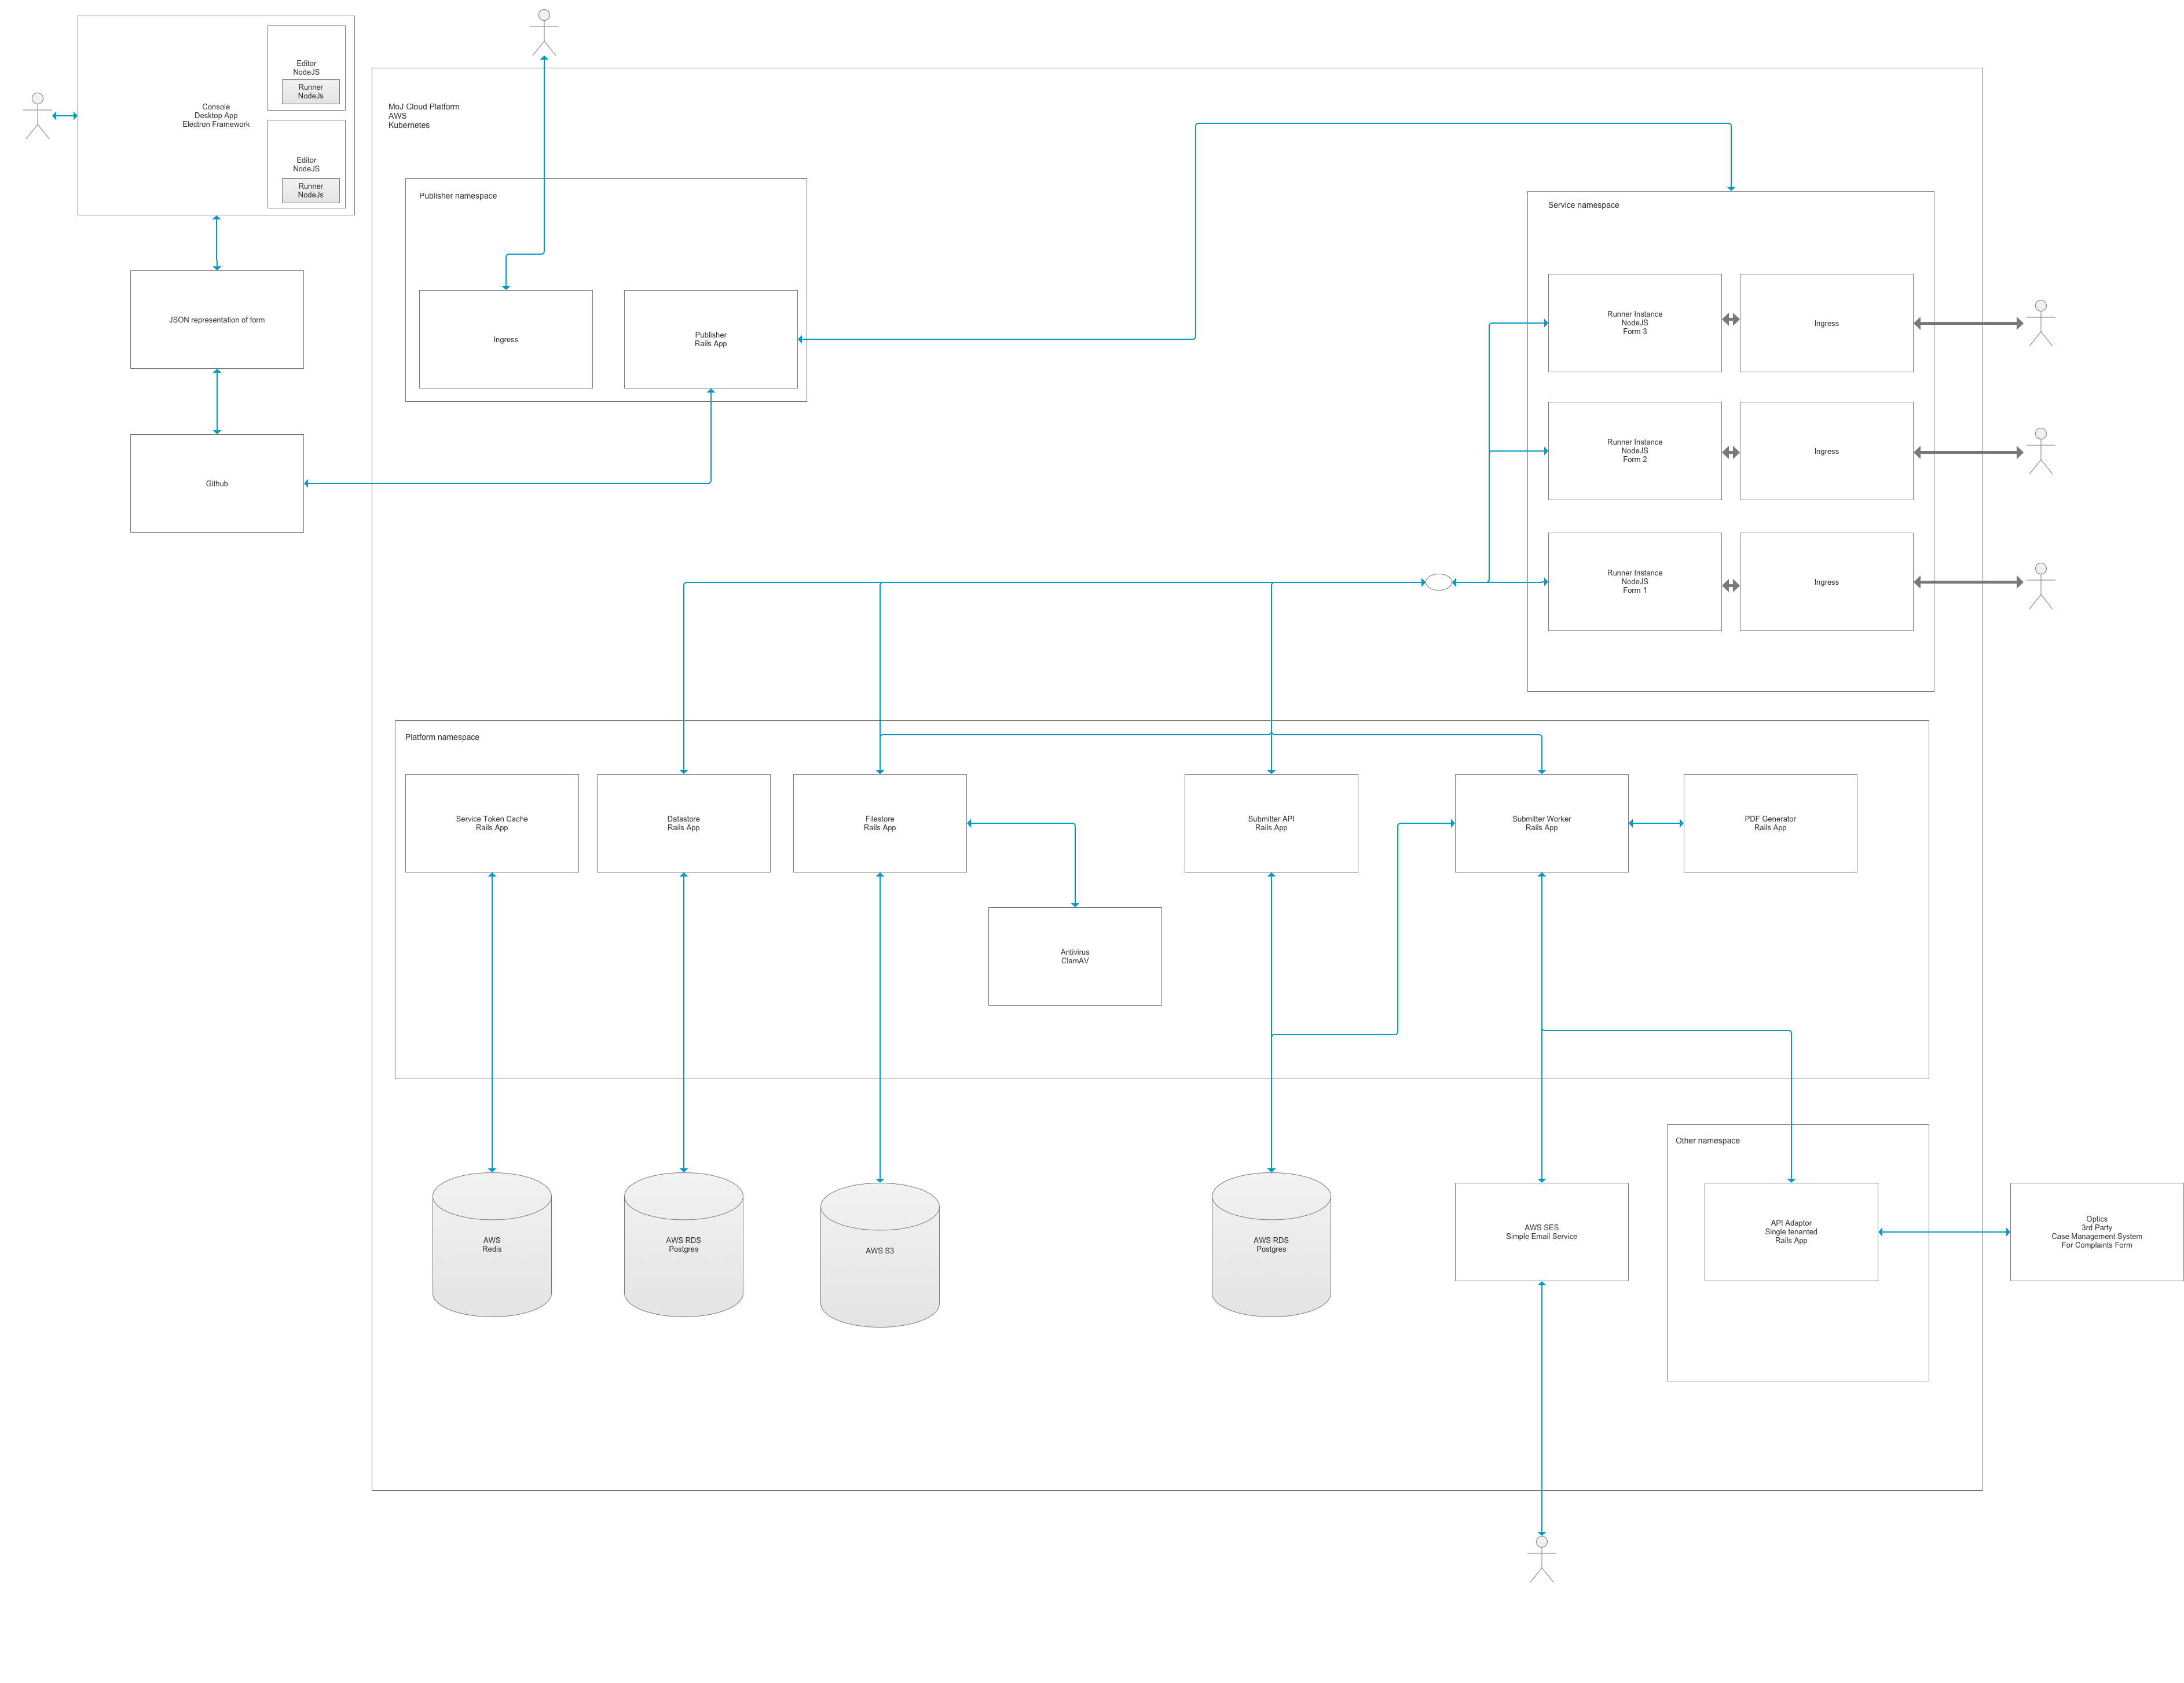 Editor
NodeJS
Runner
NodeJs
Console
Desktop App
Electron Framework
Editor
NodeJS
Runner
NodeJs
MoJ Cloud Platform
AWS
Kubernetes
Publisher namespace
Service namespace
JSON representation of form
Ingress
Publisher
Rails App
Runner Instance
NodeJS
Form 3
Ingress
Runner Instance
NodeJS
Form 2
Ingress
Github
Runner Instance
NodeJS
Form 1
Ingress
Platform namespace
Service Token Cache
Rails App
Datastore
Rails App
Filestore
Rails App
Submitter API
Rails App
Submitter Worker
Rails App
PDF Generator
Rails App
Antivirus
ClamAV
Other namespace
AWS
Redis
AWS RDS
Postgres
AWS S3
AWS RDS
Postgres
AWS SES
Simple Email Service
API Adaptor
Single tenanted
Rails App
Optics
3rd Party
Case Management System
For Complaints Form